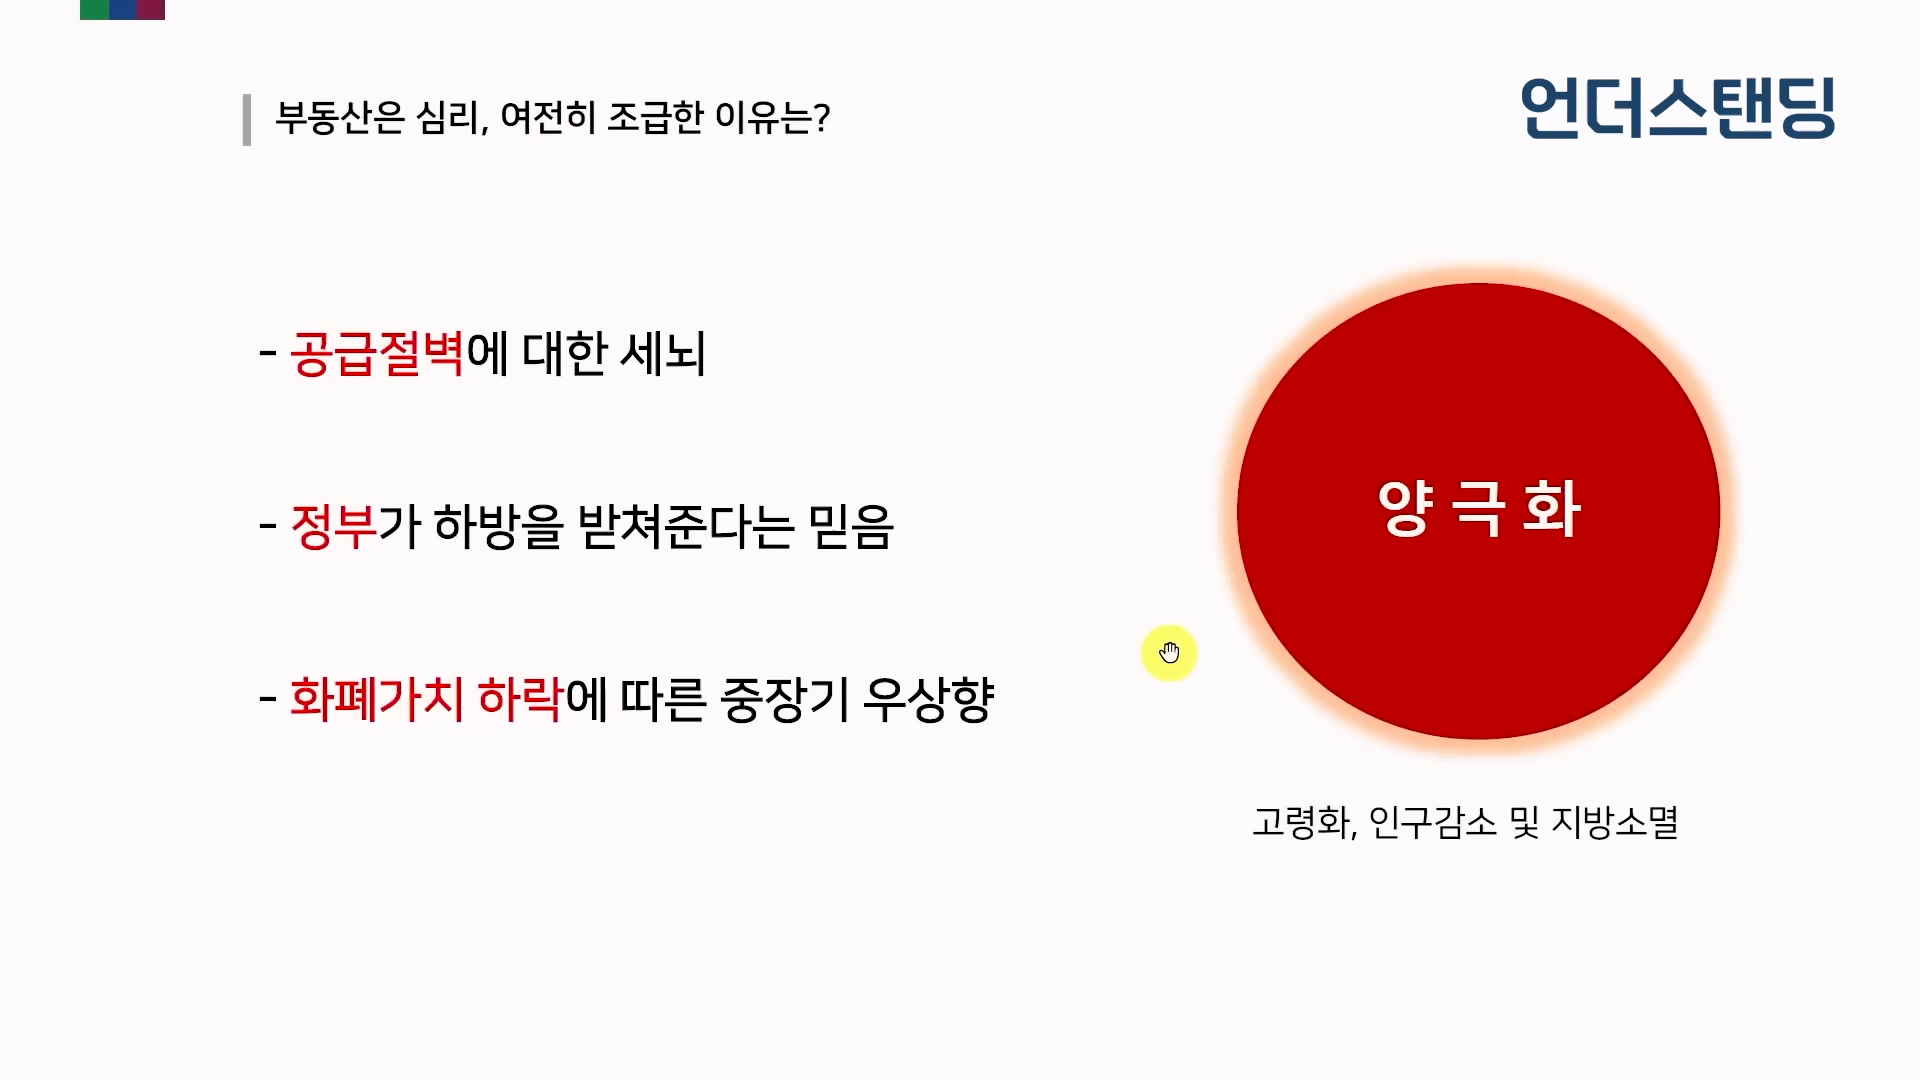 부동산은 심리, 여전히 조급한 이유는?
언더스탠딩
- 공급절벽에 대한 세뇌
- 정부가 하방을 받쳐준다는 믿음
- 화폐가치 하락에 따른 중장기 우상향
양극화
고령화, 인구감소 및 지방소멸